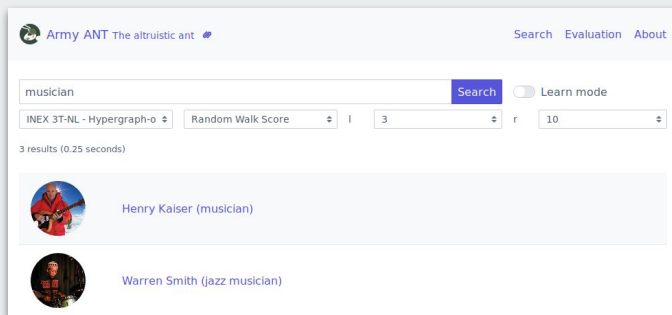 Army ANT The altruistic ant Search Evaluation About
musician Search Learn mode
INEX 3T-NL - Hypergraph-o Random Walk Score l 3 r 10
3 results (0.25 seconds)
Henry Kaiser (musician)
Warren Smith (jazz musician)